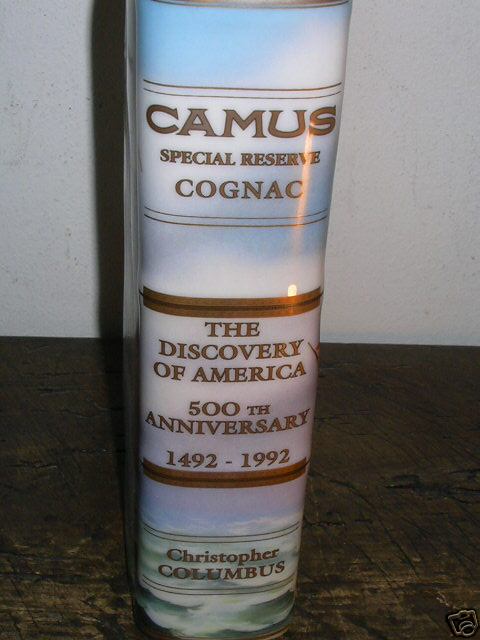 CAMUS
SPECIAL RESERVE
COGNAC
THE
DISCOVERY
OF AMERICA
500 TH
ANNIVERSARY
1492 - 1992
Christopher
COLUMBUS